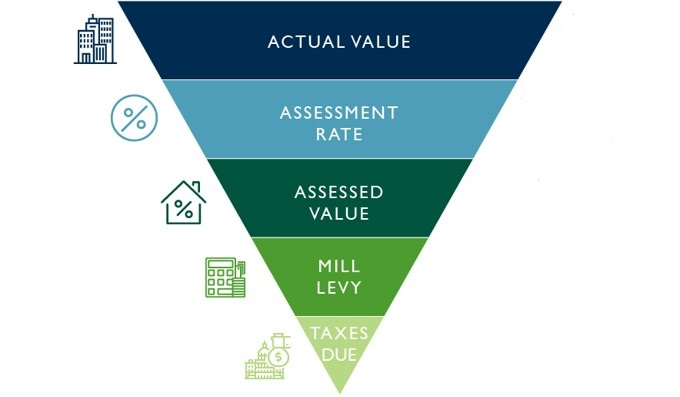 ACTUAL VALUE
ASSESSMENT
RATE
ASSESSED
VALUE
MILL
LEVY
TAXES
DUE